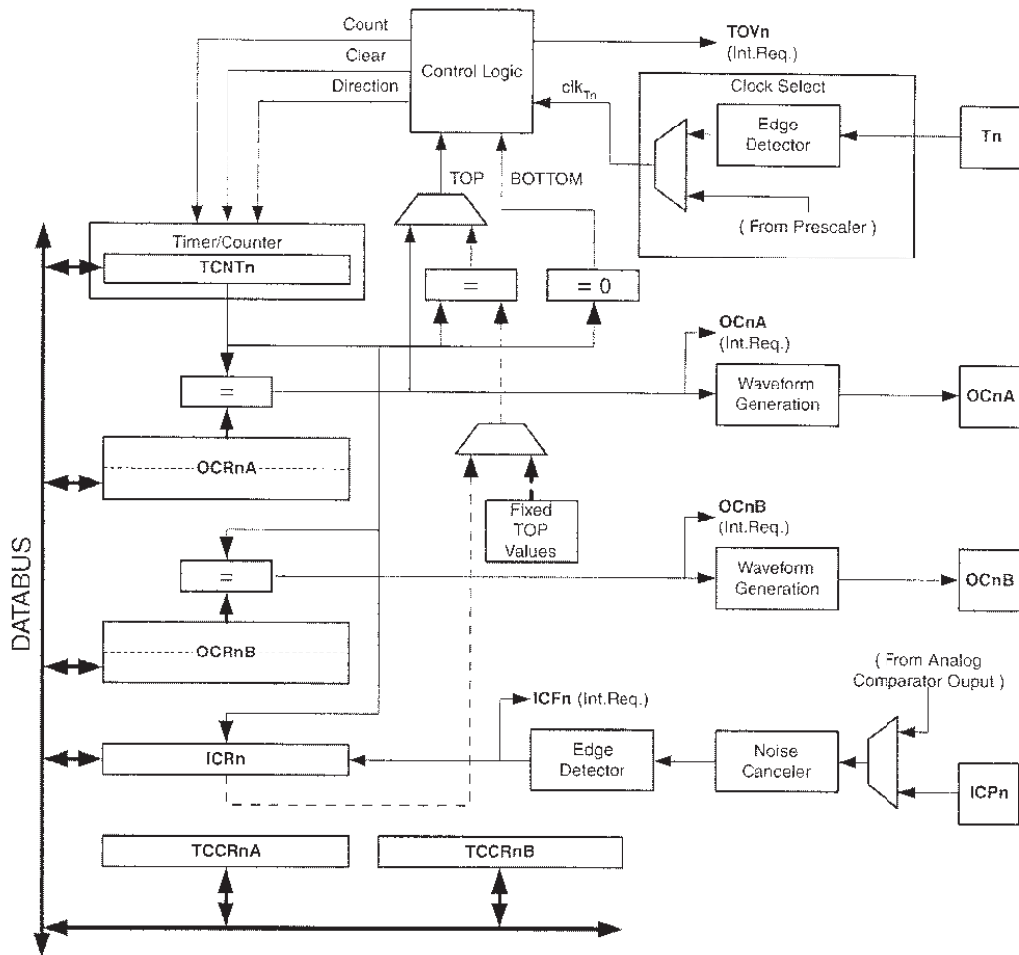 Count
Clear
Direction
Control Logic
TOVn
(Int.Req.)
clkTn
Clock Select
Edge
Detector
Tn
( From Prescaler )
TOP
BOTTOM
Timer/Counter
TCNTn
=
= 0
=
OCRnA
OCnA
(Int.Req.)
Waveform
Generation
OCnA
Fixed
TOP
Values
=
OCRnB
OCnB
(Int.Req.)
Waveform
Generation
OCnB
DATABUS
( From Analog
Comparator Ouput )
ICFn (Int.Req.)
ICRn
Edge
Detector
Noise
Canceler
ICPn
TCCRnA
TCCRnB